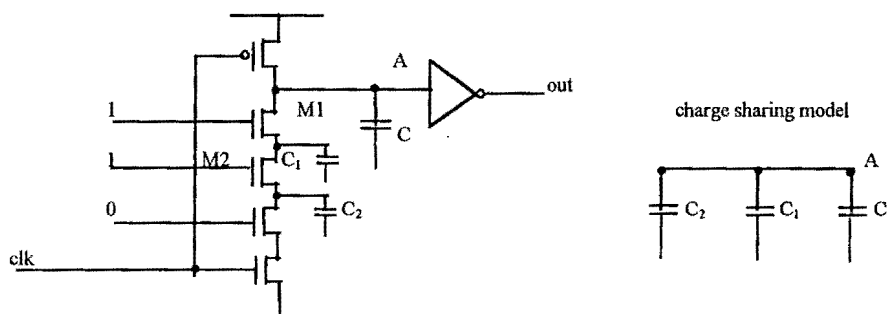 A
out
1
M1
charge sharing model
C
1
M2
C₁
A
C₂
C₂
C₁
C
0
clk